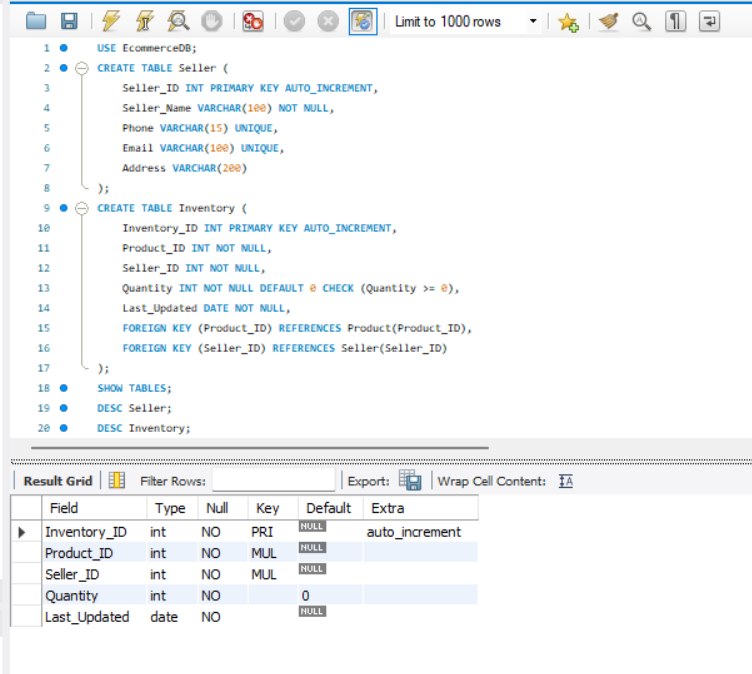 Limit to 1000 rows
1 USE EcommerceDB;
2 CREATE TABLE Seller (
3 Seller_ID INT PRIMARY KEY AUTO_INCREMENT,
4 Seller_Name VARCHAR(100) NOT NULL,
5 Phone VARCHAR(15) UNIQUE,
6 Email VARCHAR(100) UNIQUE,
7 Address VARCHAR(200)
8 );
9 CREATE TABLE Inventory (
10 Inventory_ID INT PRIMARY KEY AUTO_INCREMENT,
11 Product_ID INT NOT NULL,
12 Seller_ID INT NOT NULL,
13 Quantity INT NOT NULL DEFAULT 0 CHECK (Quantity >= 0),
14 Last_Updated DATE NOT NULL,
15 FOREIGN KEY (Product_ID) REFERENCES Product(Product_ID),
16 FOREIGN KEY (Seller_ID) REFERENCES Seller(Seller_ID)
17 );
18 SHOW TABLES;
19 DESC Seller;
20 DESC Inventory;
Result Grid Filter Rows: Export: Wrap Cell Content: IA
Field Type Null Key Default Extra
Inventory_ID int NO PRI NULL auto_increment
Product_ID int NO MUL NULL
Seller_ID int NO MUL NULL
Quantity int NO 0
Last_Updated date NO NULL